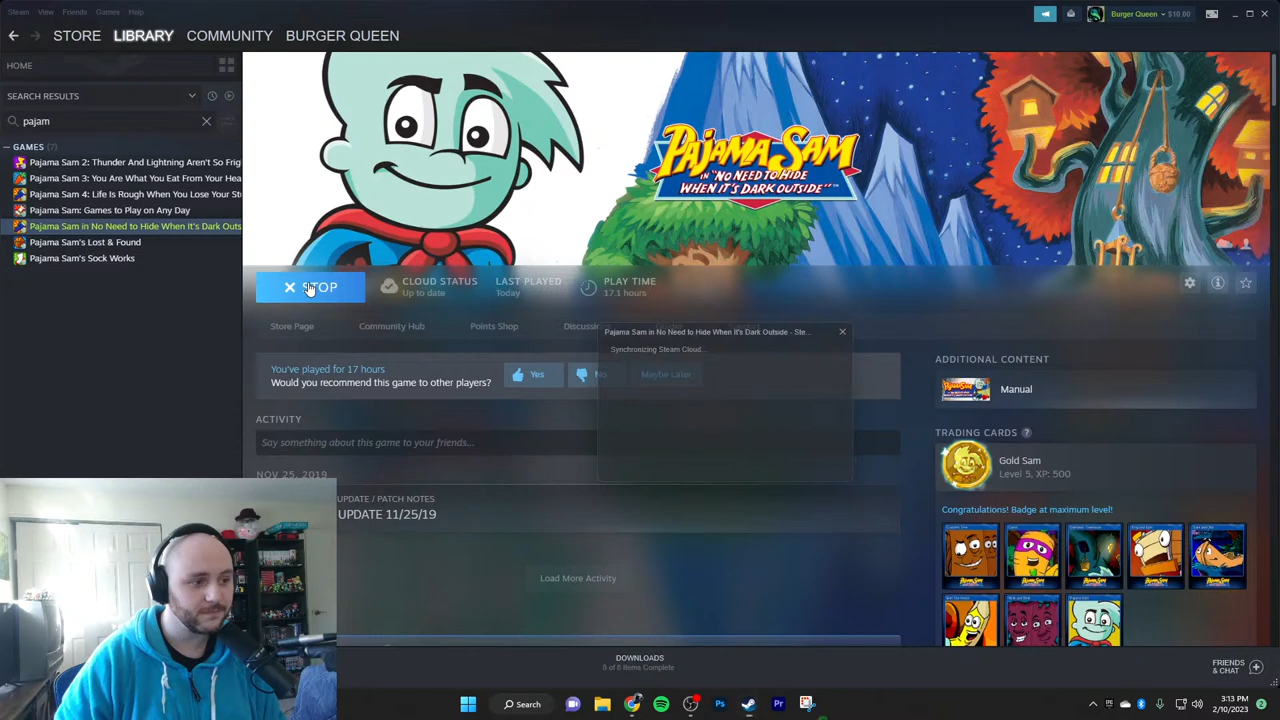 Steam View Friends Games Help
Burger Queen $10.00
STORE LIBRARY COMMUNITY BURGER QUEEN
HOME
SEARCH RESULTS
pajam
GAMES (7)
Pajama Sam 2: Thunder And Lightning Aren't So Frig
Pajama Sam 3: You Are What You Eat From Your Hea
Pajama Sam 4: Life Is Rough When You Lose Your St
Pajama Sam: Games to Play on Any Day
Pajama Sam in No Need to Hide When It's Dark Outs
Pajama Sam's Lost & Found
Pajama Sam's Sock Works
PAJAMA SAM
IN "NO NEED TO HIDE
WHEN IT'S DARK OUTSIDE"
STOP
CLOUD STATUS
Up to date
LAST PLAYED
Today
PLAY TIME
17.1 hours
Store Page Community Hub Points Shop Discussi
Pajama Sam in No Need to Hide When It's Dark Outside - Ste...
Synchronizing Steam Cloud...
You've played for 17 hours
Would you recommend this game to other players?
Yes No Maybe Later
ACTIVITY
Say something about this game to your friends...
NOV 25, 2019
UPDATE / PATCH NOTES
UPDATE 11/25/19
Load More Activity
ADDITIONAL CONTENT
Manual
TRADING CARDS ?
Gold Sam
Level 5, XP: 500
Congratulations! Badge at maximum level!
DOWNLOADS
8 of 8 Items Complete
FRIENDS
& CHAT
Search
3:13 PM
2/10/2023
2